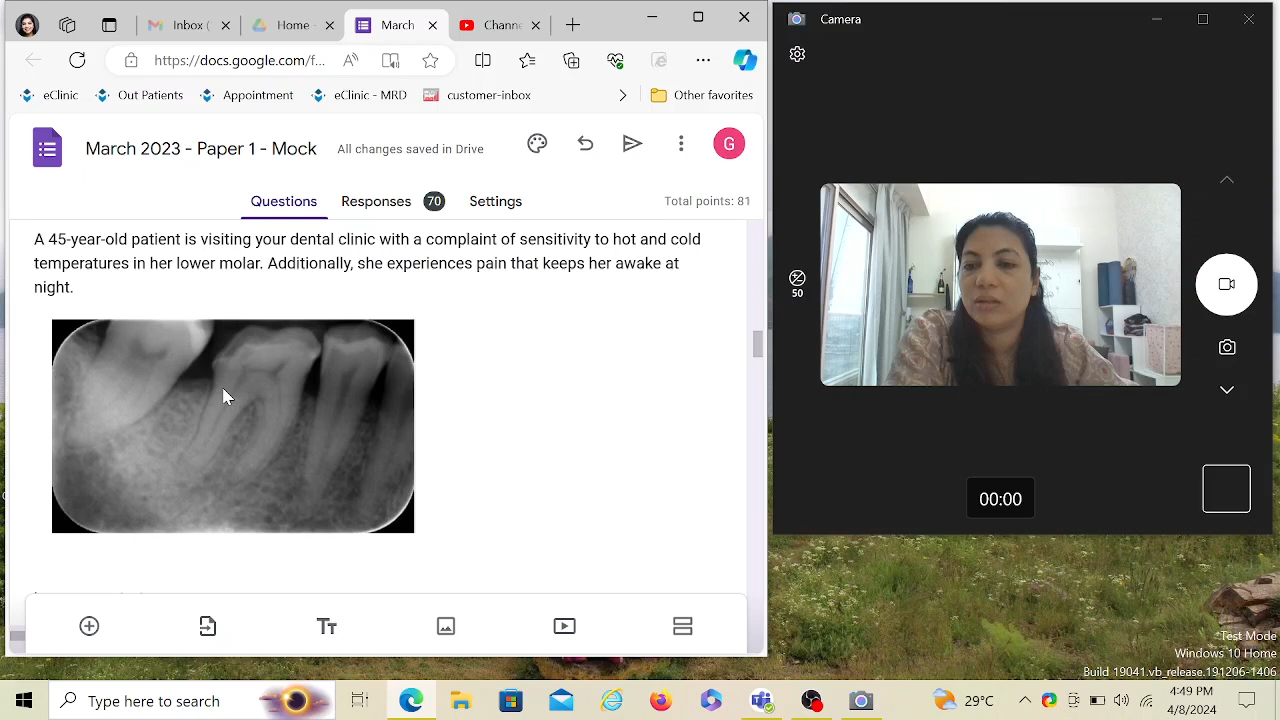 Inbox (
Home -
March
Channe
https://docs.google.com/f...
eClinic
Out Patients
Appointment
eClinic - MRD
customer-inbox
Other favorites
March 2023 - Paper 1 - Mock
All changes saved in Drive
G
Questions
Responses 70
Settings
Total points: 81
A 45-year-old patient is visiting your dental clinic with a complaint of sensitivity to hot and cold
temperatures in her lower molar. Additionally, she experiences pain that keeps her awake at
night.
Tт
Camera
50
00:00
Test Mode
Windows 10 Home
Build 19041.vb_release.191206-1406
Type here to search
29°C
4:49 PM
4/8/2024